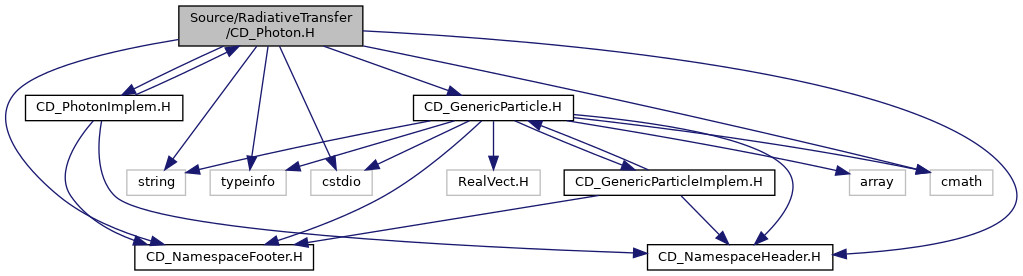 Source/RadiativeTransfer
/CD_Photon.H
CD_PhotonImplem.H
CD_GenericParticle.H
string
typeinfo
cstdio
RealVect.H
CD_GenericParticleImplem.H
array
cmath
CD_NamespaceFooter.H
CD_NamespaceHeader.H